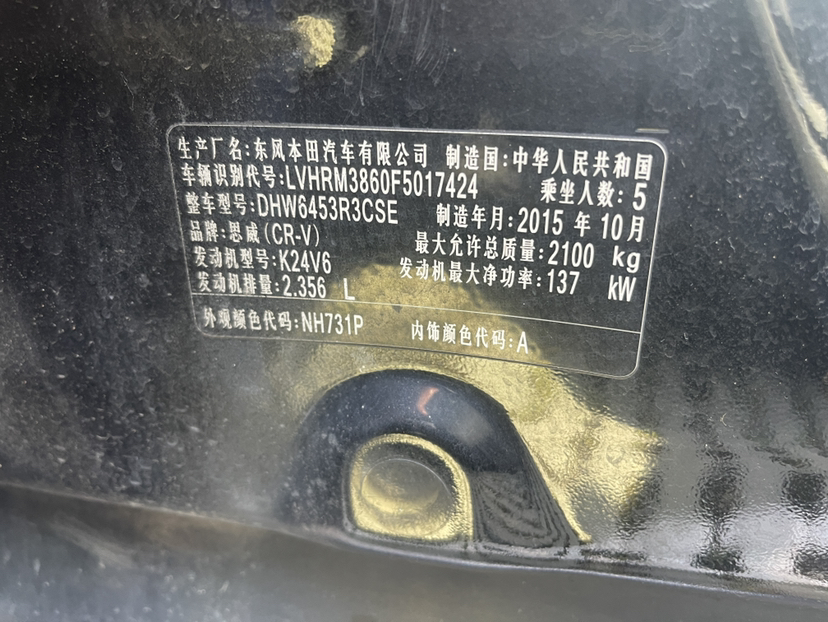 生产厂名:东风本田汽车有限公司 制造国:中华人民共和国
车辆识别代号:LVHRM3860F5017424 乘坐人数:5
整车型号:DHW6453R3CSE 制造年月:2015 年 10 月
品牌:思威(CR-V) 最大允许总质量:2100 kg
发动机型号:K24V6 发动机最大净功率:137 kW
发动机排量:2.356 L
外观颜色代码:NH731P 内饰颜色代码:A